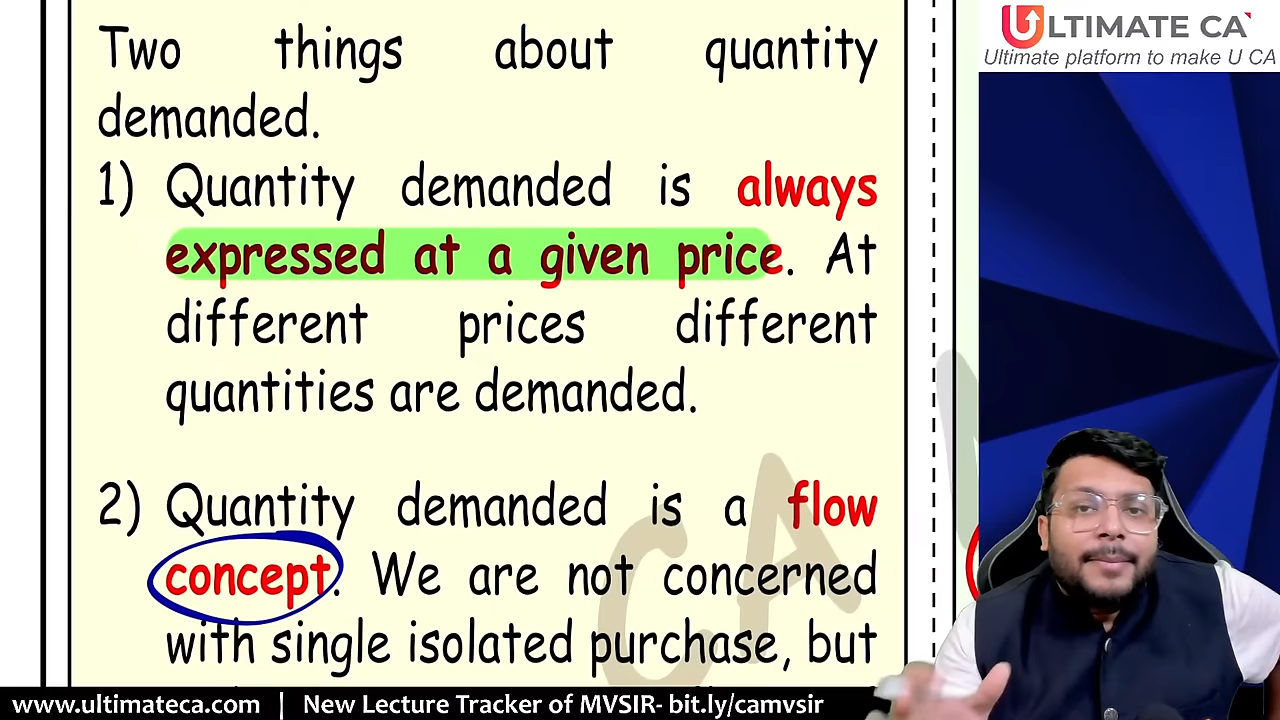 Two things about quantity
demanded.
1) Quantity demanded is always
expressed at a given price. At
different prices different
quantities are demanded.
2) Quantity demanded is a flow
concept. We are not concerned
with single isolated purchase, but
CA
ULTIMATE CA
Ultimate platform to make U CA
www.ultimateca.com | New Lecture Tracker of MVSIR- bit.ly/camvsir